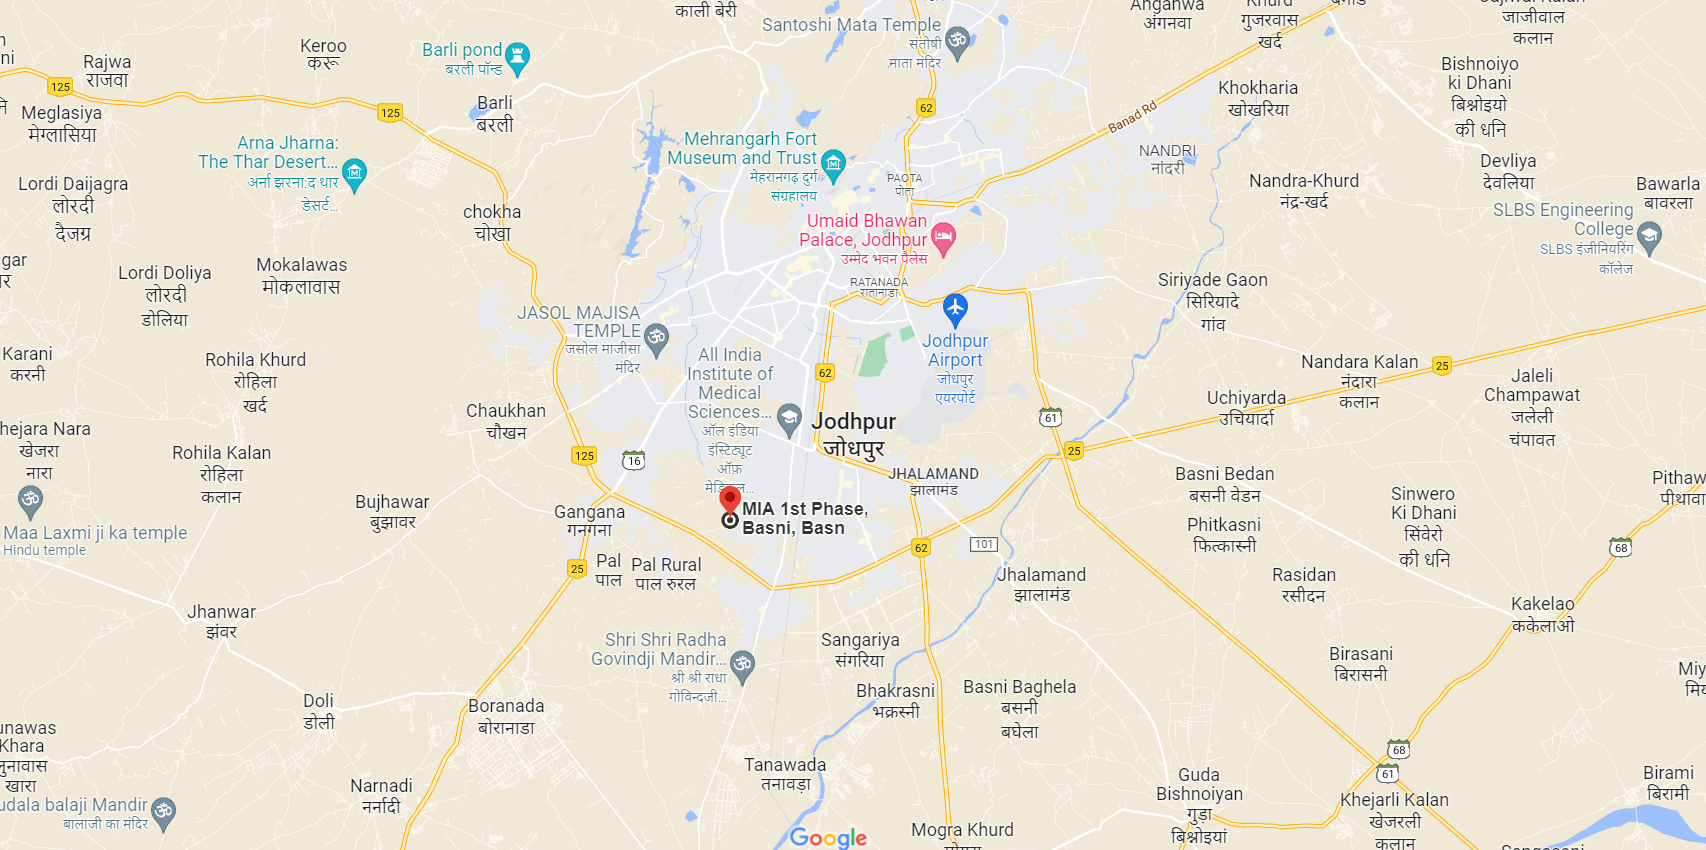 काली बेरी
Anganwa
अंगनवा
Khurd
गुजरवास
खुर्द
जाजीवाल
कलान
Santoshi Mata Temple
संतोषी
माता मंदिर
Keroo
करू
Barli pond
बरली पॉन्ड
Rajwa
राजवा
125
125
Barli
बरली
Meglasiya
मेग्लासिया
62
Banad Rd
Khokharia
खोखरिया
Bishnoiyo
ki Dhani
बिश्नोइयो
की धनि
Arna Jharna:
The Thar Desert...
अर्ना झरना:द थार
डेसर्ट...
Mehrangarh Fort
Museum and Trust
मेहरानगढ़ दुर्ग
संग्रहालय
PAOTA
पोता
NANDRI
नांदरी
Nandra-Khurd
नंद्र-खर्द
Devliya
देवलिया
Bawarla
बावरला
Lordi Daijagra
लोरदी
दैजग्र
chokha
चोखा
Umaid Bhawan
Palace, Jodhpur
उम्मेद भवन पैलेस
SLBS Engineering
College
SLBS इंजीनियरिंग
कॉलेज
Lordi Doliya
लोरदी
डोलिया
Mokalawas
मोकलावास
RATANADA
रातानाडा
Siriyade Gaon
सिरियादे
गांव
JASOL MAJISA
TEMPLE
जसोल माजीसा
मंदिर
Jodhpur
Airport
जोधपुर
एयरपोर्ट
Karani
करनी
Rohila Khurd
रोहिला
खर्द
All India
Institute of
Medical
Sciences...
ऑल इंडिया
इंस्टिट्यूट
ऑफ़
मेडिकल...
62
Nandara Kalan
नंदारा
कलान
25
Jaleli
Champawat
जलेली
चंपावत
Chaukhan
चौखन
Jodhpur
जोधपुर
61
Uchiyarda
उचियार्दा
hejara Nara
खेजरा
नारा
Rohila Kalan
रोहिला
कलान
125
16
25
JHALAMAND
झालामंड
Basni Bedan
बसनी वेडन
Sinwero
Ki Dhani
सिंवेरो
की धनि
Pithaw
पीथावा
Maa Laxmi ji ka temple
Hindu temple
Bujhawar
बुझावर
Gangana
गनगना
MIA 1st Phase,
Basni, Basn
62
101
Phitkasni
फित्कास्नी
68
Pal
पाल
Pal Rural
पाल रुरल
25
Jhalamand
झालामंड
Rasidan
रसीदन
Jhanwar
झंवर
Kakelao
ककेलाओ
Shri Shri Radha
Govindji Mandir...
श्री श्री राधा
गोविन्दजी...
Sangariya
संगरिया
Birasani
बिरासनी
Miy
Doli
डोली
Boranada
बोरानाडा
Bhakrasni
भक्रस्नी
Basni Baghela
बसनी
बघेला
unawas
Khara
लुनावास
खारा
Tanawada
तनावड़ा
68
61
Narnadi
नर्नादी
Guda
Bishnoiyan
गुड़ा
बिश्नोइयां
Birami
बिरामी
udala balaji Mandir
बालाजी का मंदिर
Khejarli Kalan
खेजरली
कलान
Google
Mogra Khurd